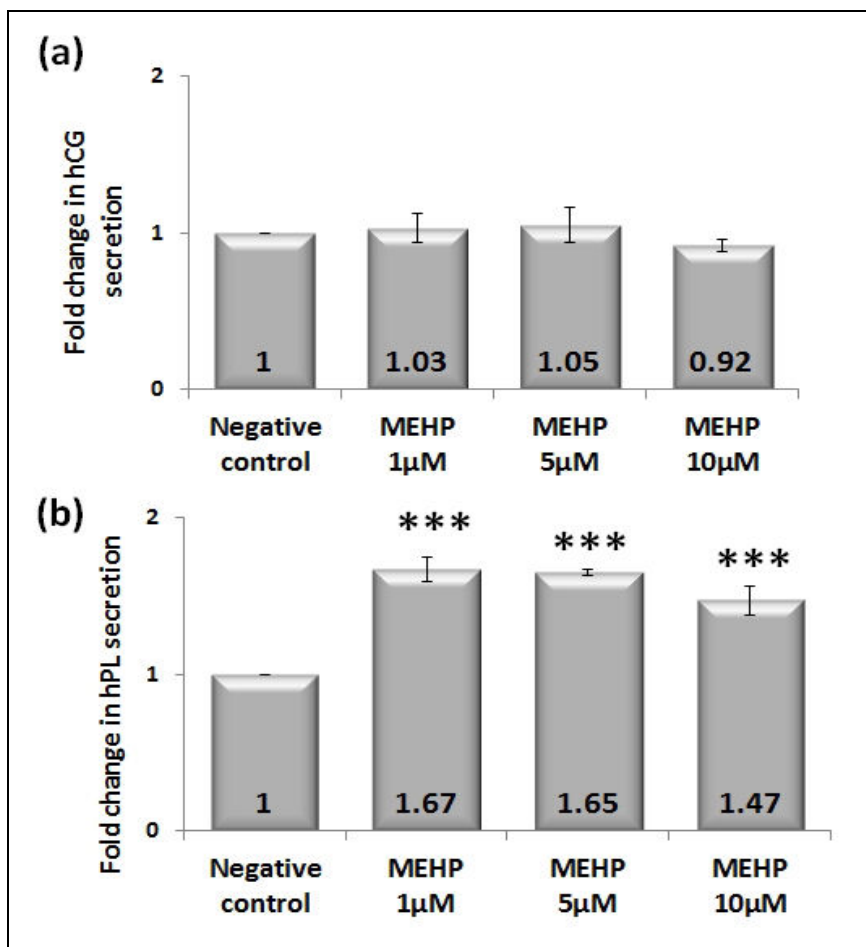 (a)
Fold change in hCG
secretion
2
1
0
1
1.03
1.05
0.92
Negative
control
MEHP
1µM
MEHP
5µM
MEHP
10µM
(b)
Fold change in hPL secretion
2
1
0
***
***
***
1
1.67
1.65
1.47
Negative
control
MEHP
1µM
MEHP
5µM
MEHP
10µM